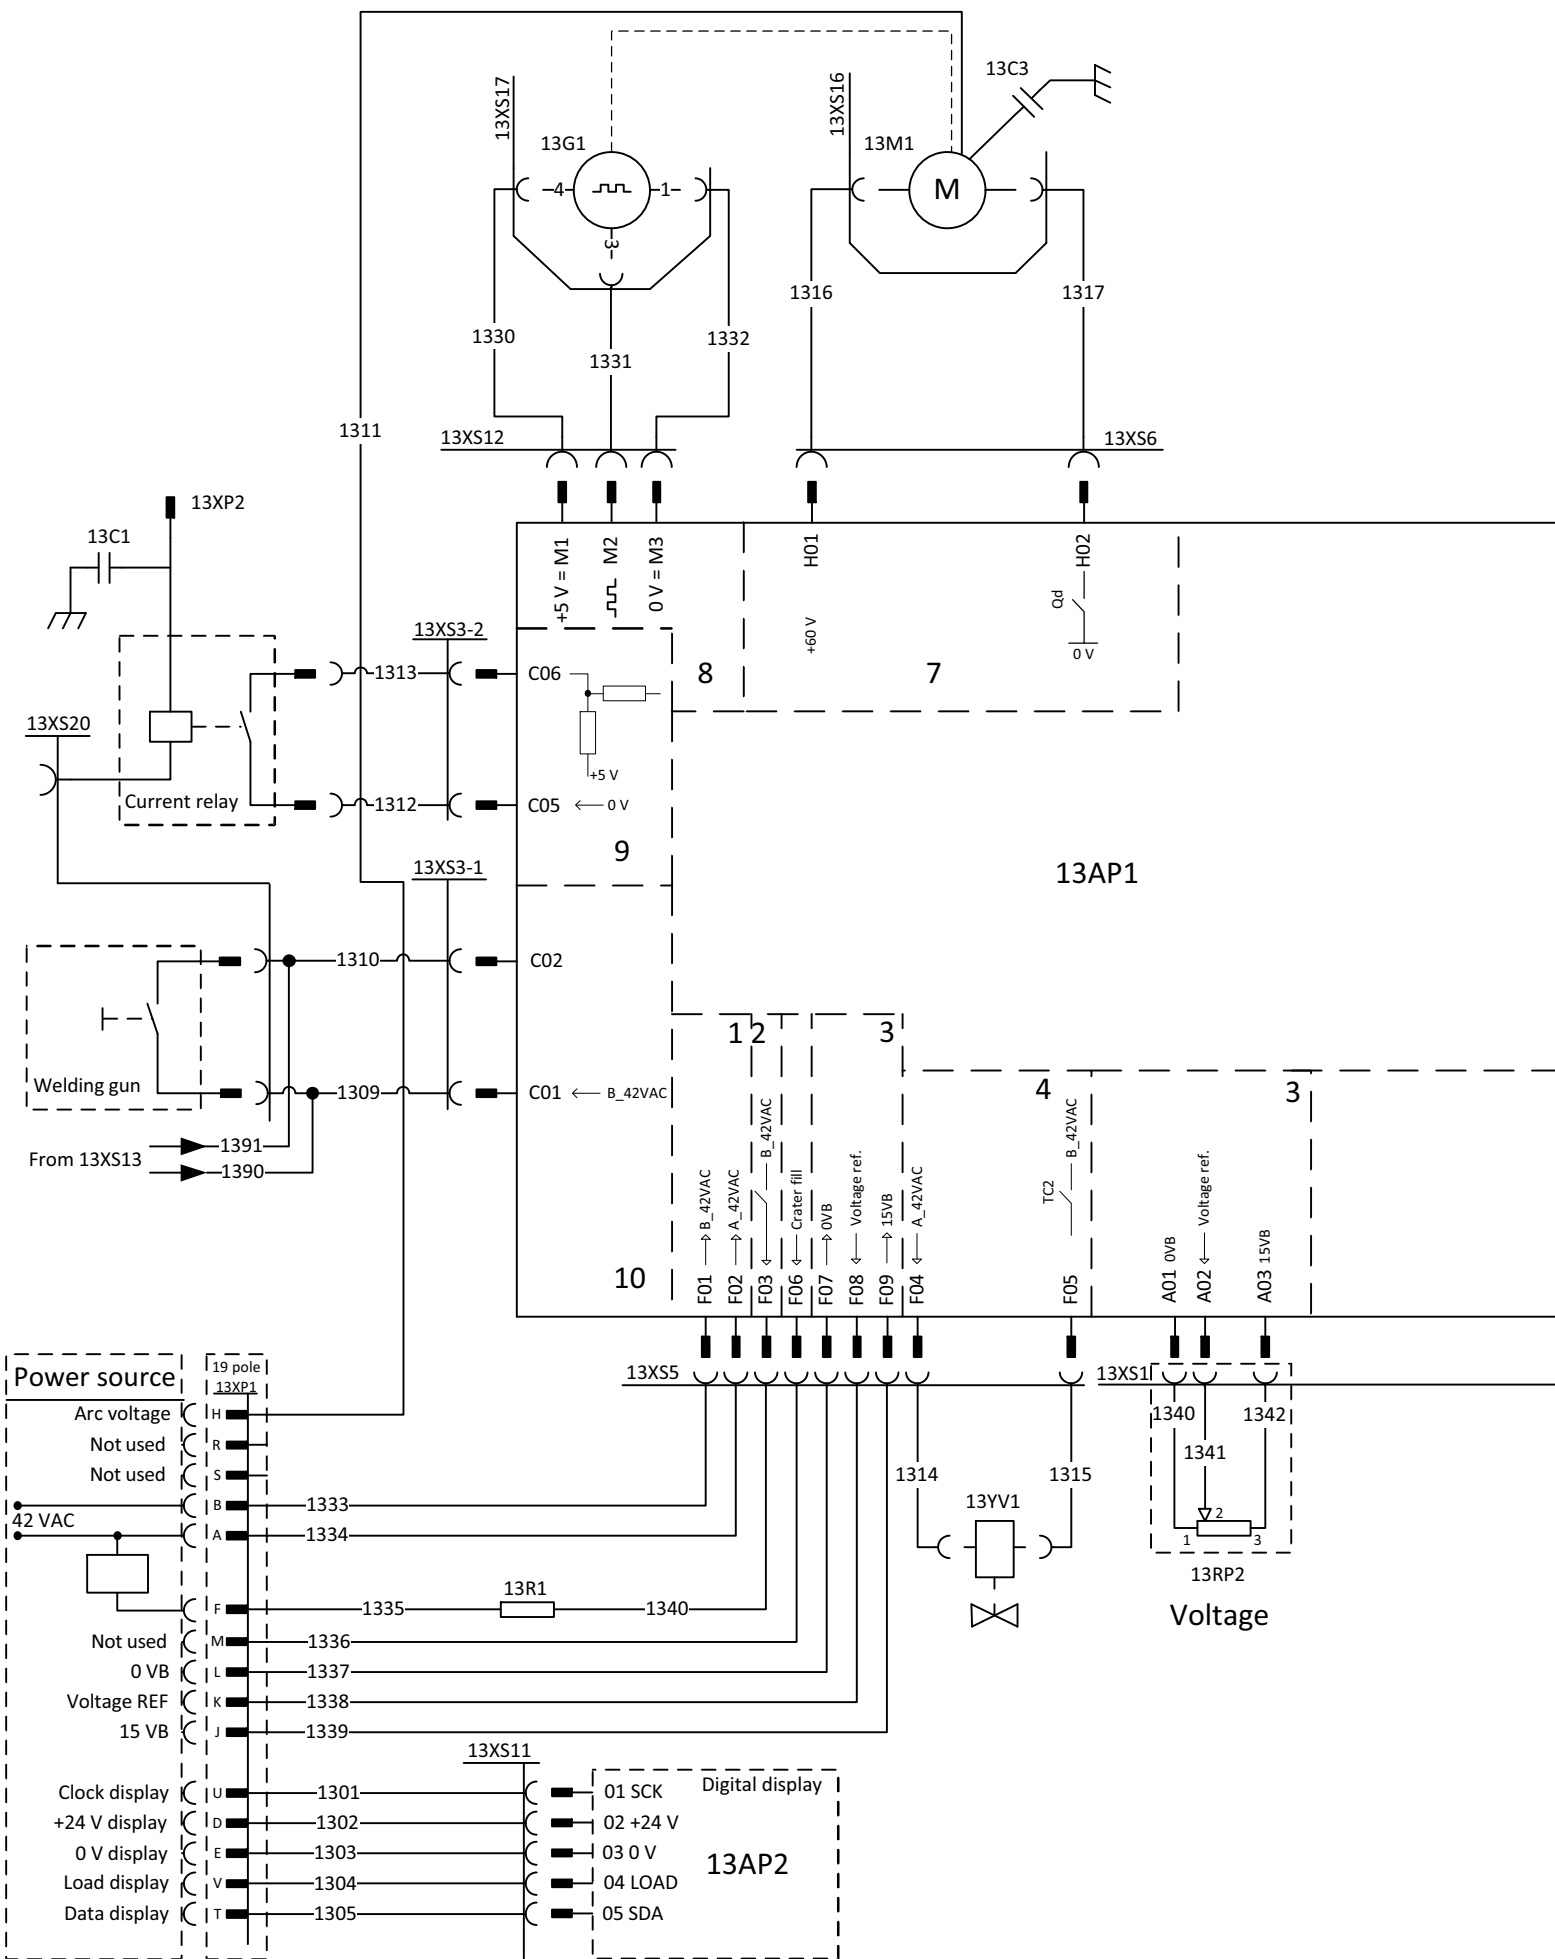 13C3
13XS17
13XS16
13G1
13M1
4
1
3
M
1316
1317
1330
1332
1331
1311
13XS12
13XS6
13XP2
13C1
+5 V = M1
M2
0 V = M3
H01
H02
Qd
+60 V
0 V
13XS3-2
1313
C06
8
7
13XS20
+5 V
Current relay
1312
C05
0 V
9
13XS3-1
13AP1
1310
C02
1 2
3
Welding gun
1309
C01
B_42VAC
4
3
From 13XS13
1391
1390
B_42VAC
A_42VAC
B_42VAC
Crater fill
0VB
Voltage ref.
15VB
A_42VAC
TC2
B_42VAC
0VB
Voltage ref.
15VB
10
F01
F02
F03
F06
F07
F08
F09
F04
F05
A01
A02
A03
Power source
19 pole
13XP1
13XS5
13XS1
Arc voltage
H
1340
1342
Not used
R
1341
Not used
S
1314
1315
B
1333
13YV1
42 VAC
A
1334
2
1
3
13RP2
Voltage
F
1335
13R1
1340
Not used
M
1336
0 VB
L
1337
Voltage REF
K
1338
15 VB
J
1339
13XS11
Digital display
Clock display
U
1301
01 SCK
+24 V display
D
1302
02 +24 V
0 V display
E
1303
03 0 V
13AP2
Load display
V
1304
04 LOAD
Data display
T
1305
05 SDA